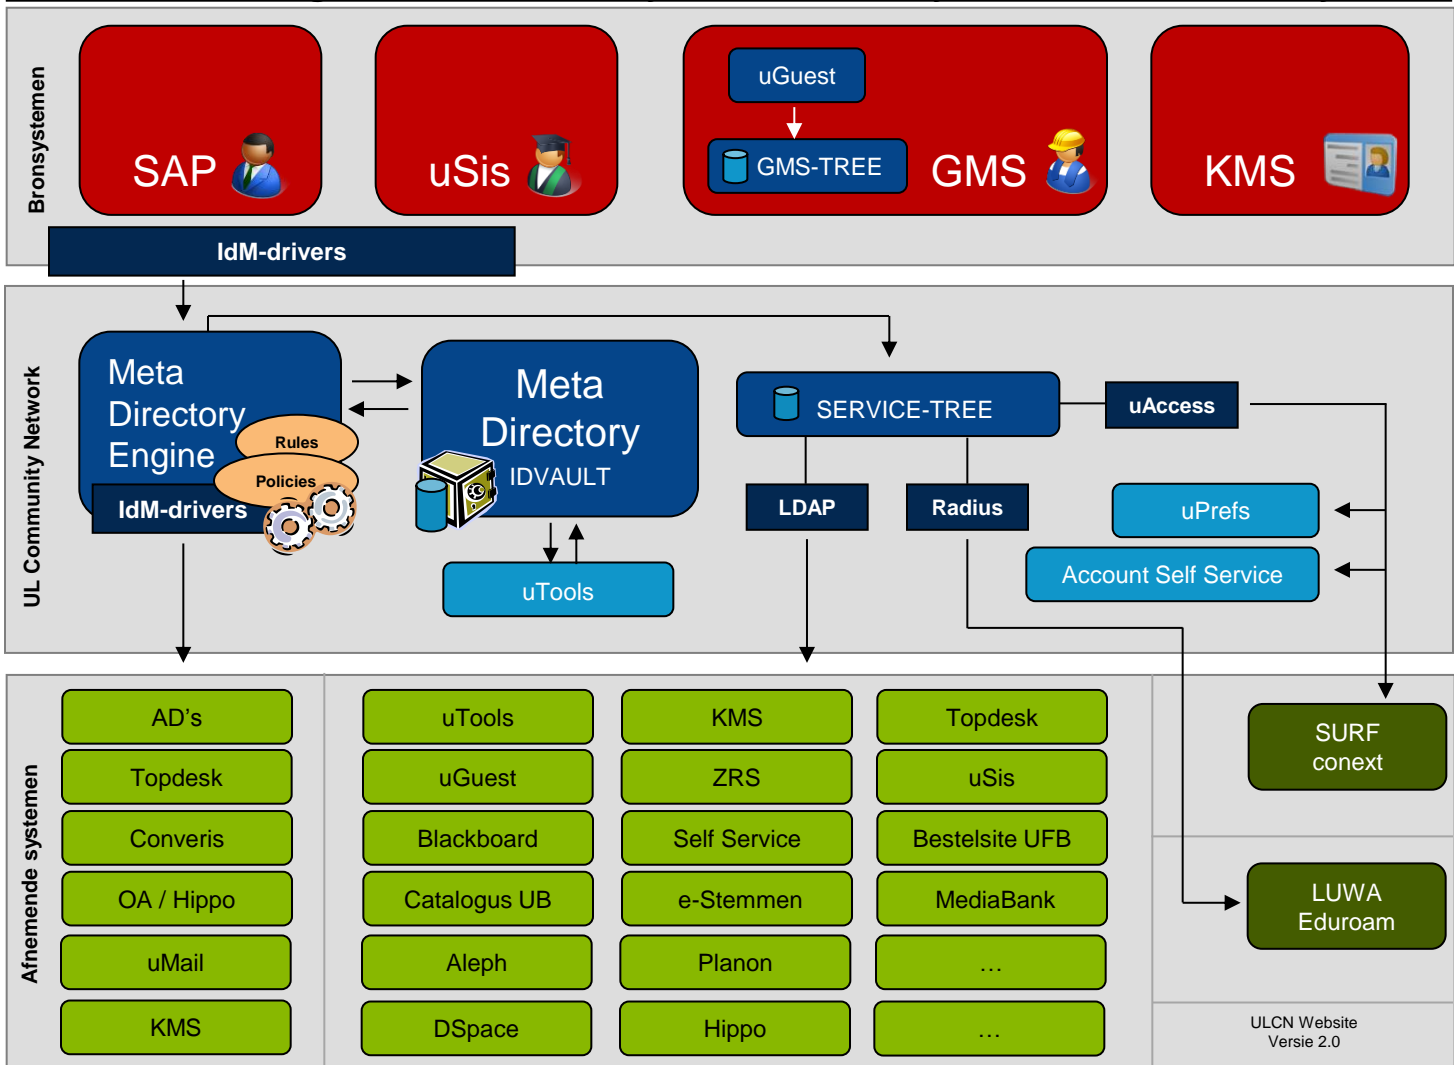 Bronsystemen
SAP
uSis
uGuest
GMS-TREE
GMS
KMS
IdM-drivers
UL Community Network
Meta
Directory
Engine
Rules
Policies
IdM-drivers
Meta
Directory
IDVAULT
uTools
SERVICE-TREE
uAccess
LDAP
Radius
uPrefs
Account Self Service
Afnemende systemen
AD's
Topdesk
Converis
OA / Hippo
uMail
KMS
uTools
uGuest
Blackboard
Catalogus UB
Aleph
DSpace
KMS
ZRS
Self Service
e-Stemmen
Planon
Hippo
Topdesk
uSis
Bestelsite UFB
MediaBank
…
…
SURF
conext
LUWA
Eduroam
ULCN Website
Versie 2.0